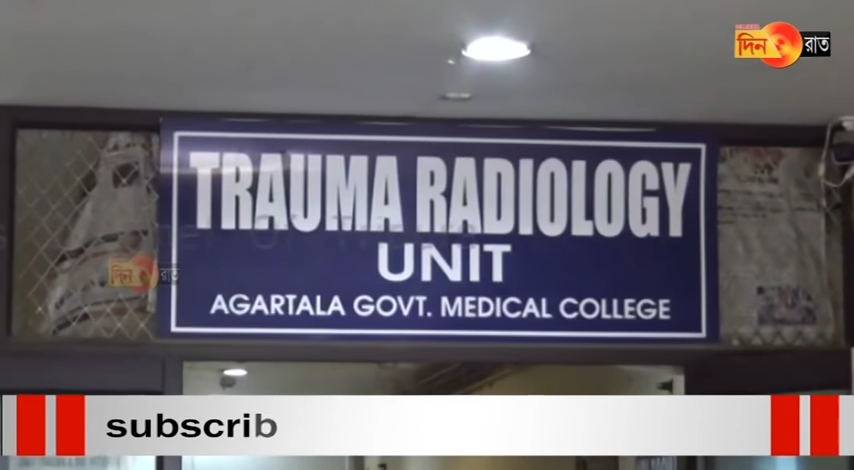 দিন রাত
TRAUMA RADIOLOGY
UNIT
AGARTALA GOVT. MEDICAL COLLEGE
দিন রাত
subscrib